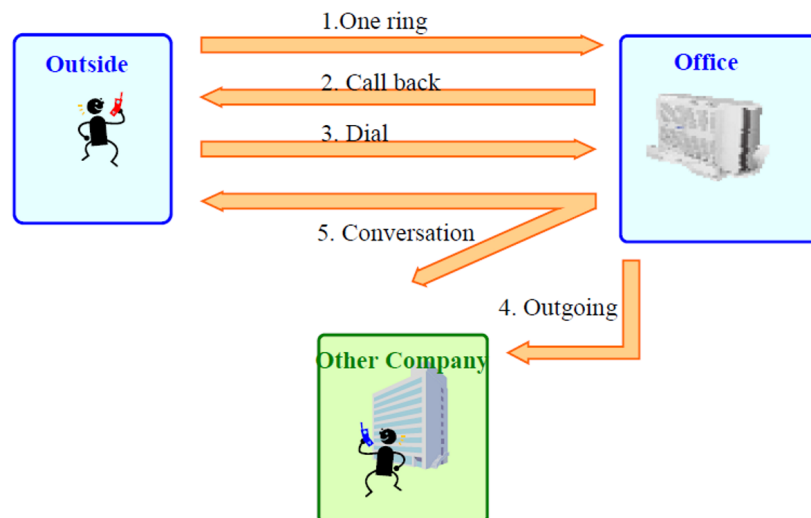 1.One ring
Outside
Office
2. Call back
3. Dial
5. Conversation
4. Outgoing
Other Company